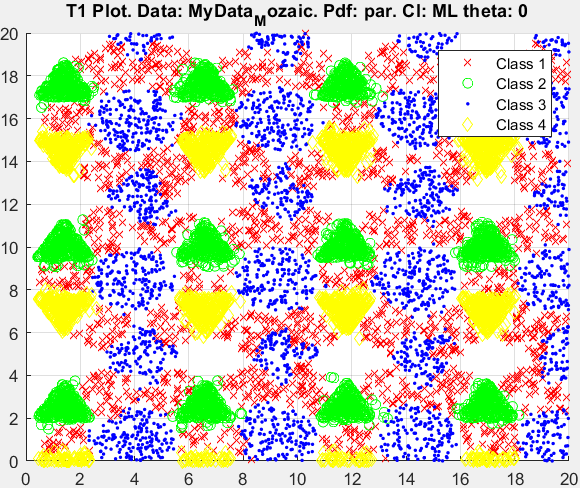 T1 Plot. Data: MyData_Mozaic. Pdf: par. Cl: ML theta: 0
Class 1
Class 2
Class 3
Class 4
20
18
16
14
12
10
8
6
4
2
0
0 2 4 6 8 10 12 14 16 18 20